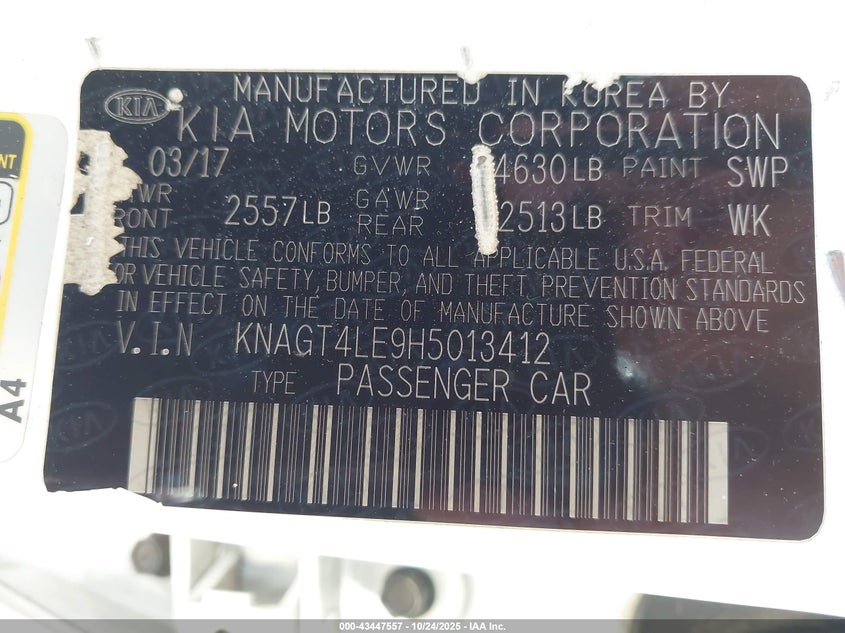 MANUFACTURED IN KOREA BY
KIA
KIA MOTORS CORPORATION
03/17 GVWR 4630LB PAINT SWP
GAWR
REAR 2557LB 2513LB TRIM WK
THIS VEHICLE CONFORMS TO ALL APPLICABLE U.S.A. FEDERAL
OR VEHICLE SAFETY, BUMPER, AND THEFT PREVENTION STANDARDS
IN EFFECT ON THE DATE OF MANUFACTURE SHOWN ABOVE
V.I.N KNAGT4LE9H5013412
TYPE PASSENGER CAR
A4
000-43447557 - 10/24/2025 - IAA Inc.